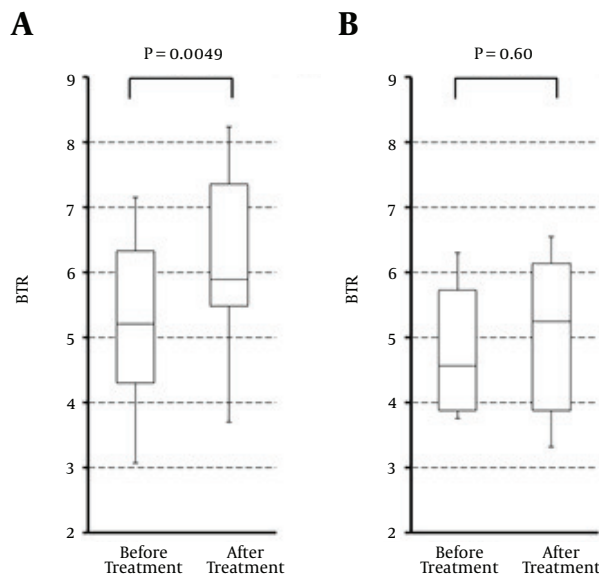 A
P = 0.0049
9
8
7
6
5
4
3
2
BTR
Before
Treatment
After
Treatment
B
P = 0.60
9
8
7
6
5
4
3
2
BTR
Before
Treatment
After
Treatment